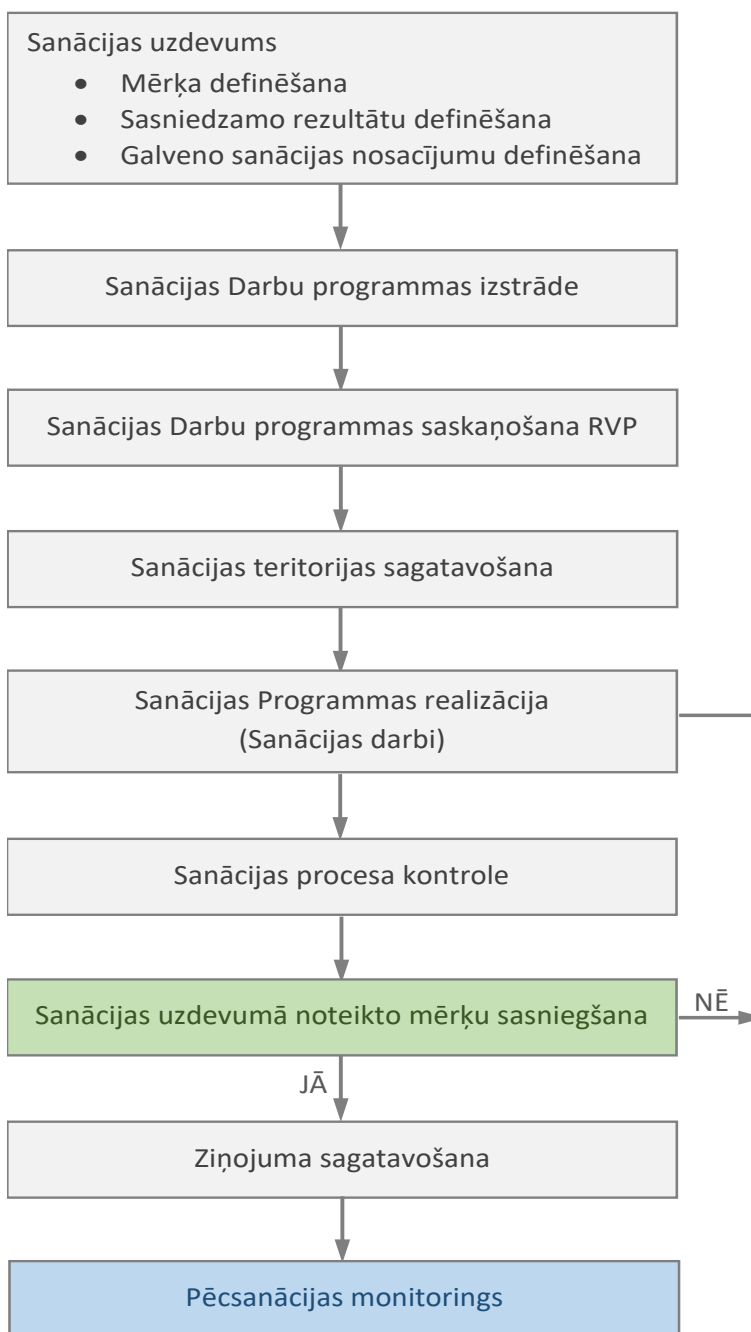 Sanācijas uzdevums
• Mērķa definēšana
• Sasniedzamo rezultātu definēšana
• Galveno sanācijas nosacījumu definēšana
Sanācijas Darbu programmas izstrāde
Sanācijas Darbu programmas saskaņošana RVP
Sanācijas teritorijas sagatavošana
Sanācijas Programmas realizācija
(Sanācijas darbi)
Sanācijas procesa kontrole
Sanācijas uzdevumā noteikto mērķu sasniegšana
NĒ
JĀ
Ziņojuma sagatavošana
Pēcsanācijas monitorings